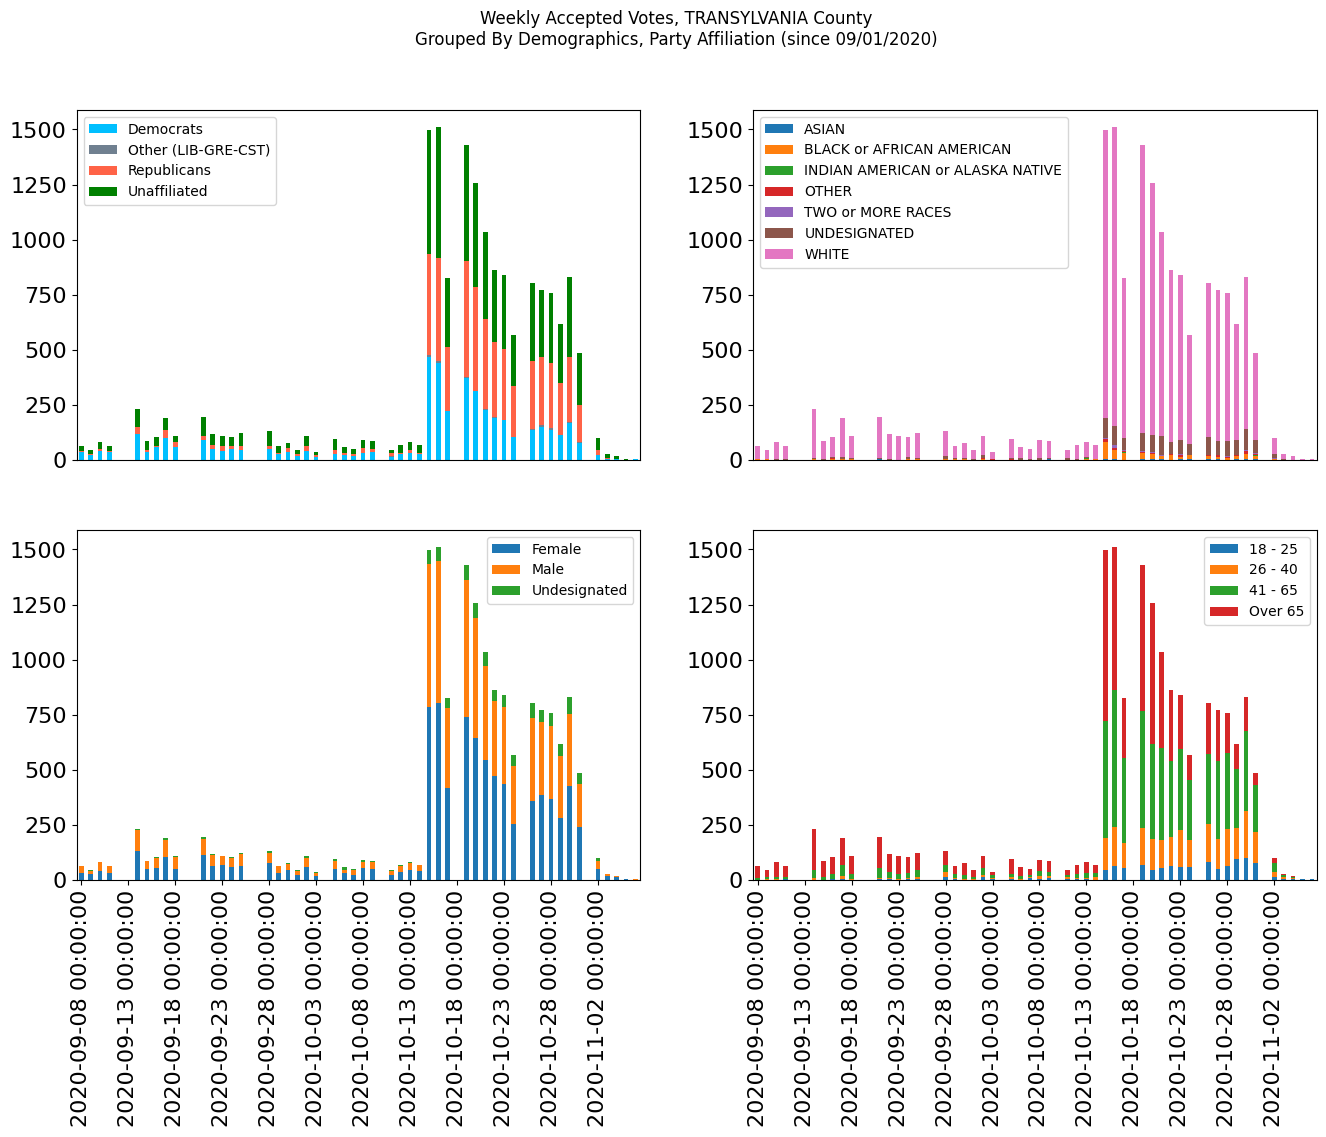 Weekly Accepted Votes, TRANSYLVANIA County
Grouped By Demographics, Party Affiliation (since 09/01/2020)
1500
1250
1000
750
500
250
0
Democrats
Other (LIB-GRE-CST)
Republicans
Unaffiliated
1500
1250
1000
750
500
250
0
ASIAN
BLACK or AFRICAN AMERICAN
INDIAN AMERICAN or ALASKA NATIVE
OTHER
TWO or MORE RACES
UNDESIGNATED
WHITE
1500
1250
1000
750
500
250
0
Female
Male
Undesignated
2020-09-08 00:00:00
2020-09-13 00:00:00
2020-09-18 00:00:00
2020-09-23 00:00:00
2020-09-28 00:00:00
2020-10-03 00:00:00
2020-10-08 00:00:00
2020-10-13 00:00:00
2020-10-18 00:00:00
2020-10-23 00:00:00
2020-10-28 00:00:00
2020-11-02 00:00:00
1500
1250
1000
750
500
250
0
18 - 25
26 - 40
41 - 65
Over 65
2020-09-08 00:00:00
2020-09-13 00:00:00
2020-09-18 00:00:00
2020-09-23 00:00:00
2020-09-28 00:00:00
2020-10-03 00:00:00
2020-10-08 00:00:00
2020-10-13 00:00:00
2020-10-18 00:00:00
2020-10-23 00:00:00
2020-10-28 00:00:00
2020-11-02 00:00:00